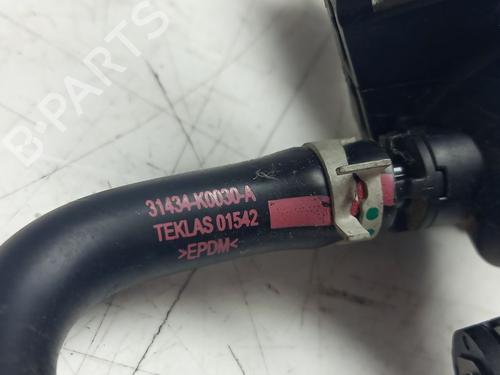 B-PARTS
31434-K0030-A
TEKLAS 01542
>EPDM<